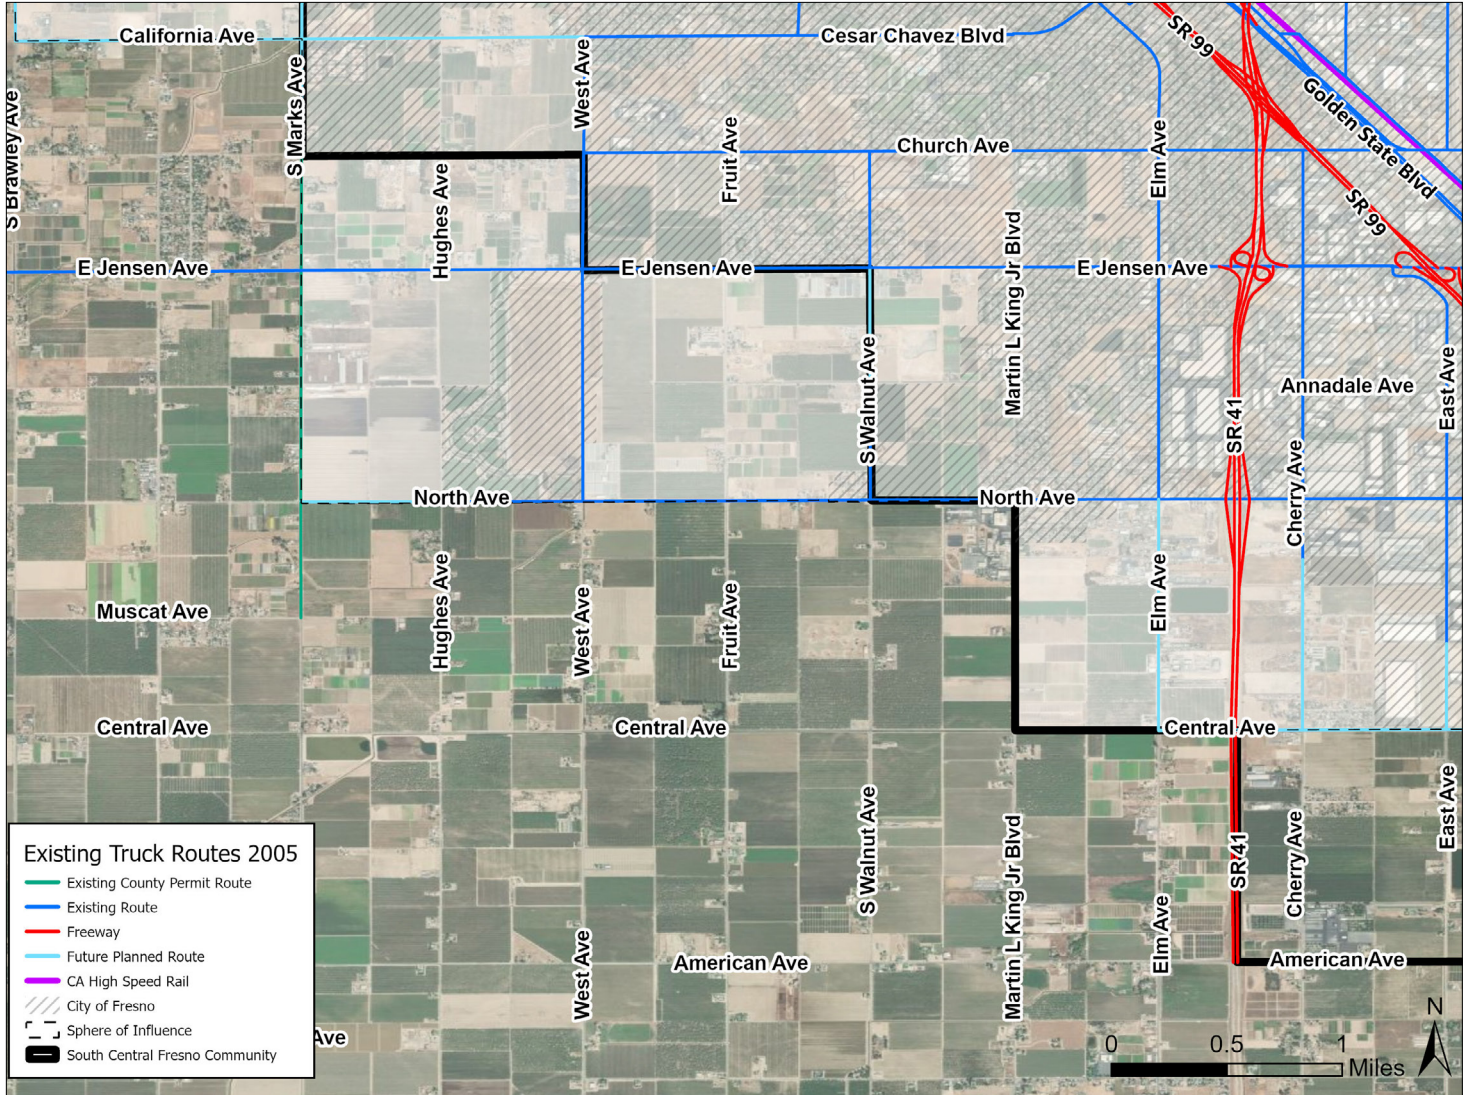 California Ave
Cesar Chavez Blvd
SR 99
Golden State Blvd
S Brawley Ave
S Marks Ave
West Ave
Fruit Ave
Church Ave
Elm Ave
SR 99
Hughes Ave
E Jensen Ave
E Jensen Ave
Martin L King Jr Blvd
E Jensen Ave
S Walnut Ave
SR 41
Annadale Ave
East Ave
Cherry Ave
North Ave
North Ave
Muscat Ave
Hughes Ave
West Ave
Fruit Ave
Elm Ave
Central Ave
Central Ave
Central Ave
S Walnut Ave
Martin L King Jr Blvd
SR 41
Cherry Ave
East Ave
West Ave
American Ave
Elm Ave
American Ave
Ave
Existing Truck Routes 2005
Existing County Permit Route
Existing Route
Freeway
Future Planned Route
CA High Speed Rail
City of Fresno
Sphere of Influence
South Central Fresno Community
N
0 0.5 1
Miles